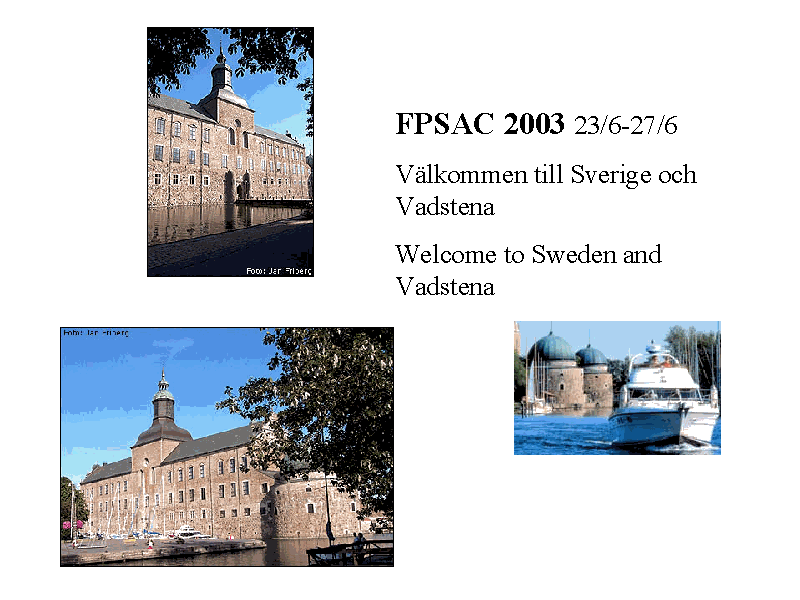 FPSAC 2003 23/6-27/6
Välkommen till Sverige och
Vadstena
Welcome to Sweden and
Vadstena
Foto: Jan Friberg
Foto: Jan Friberg